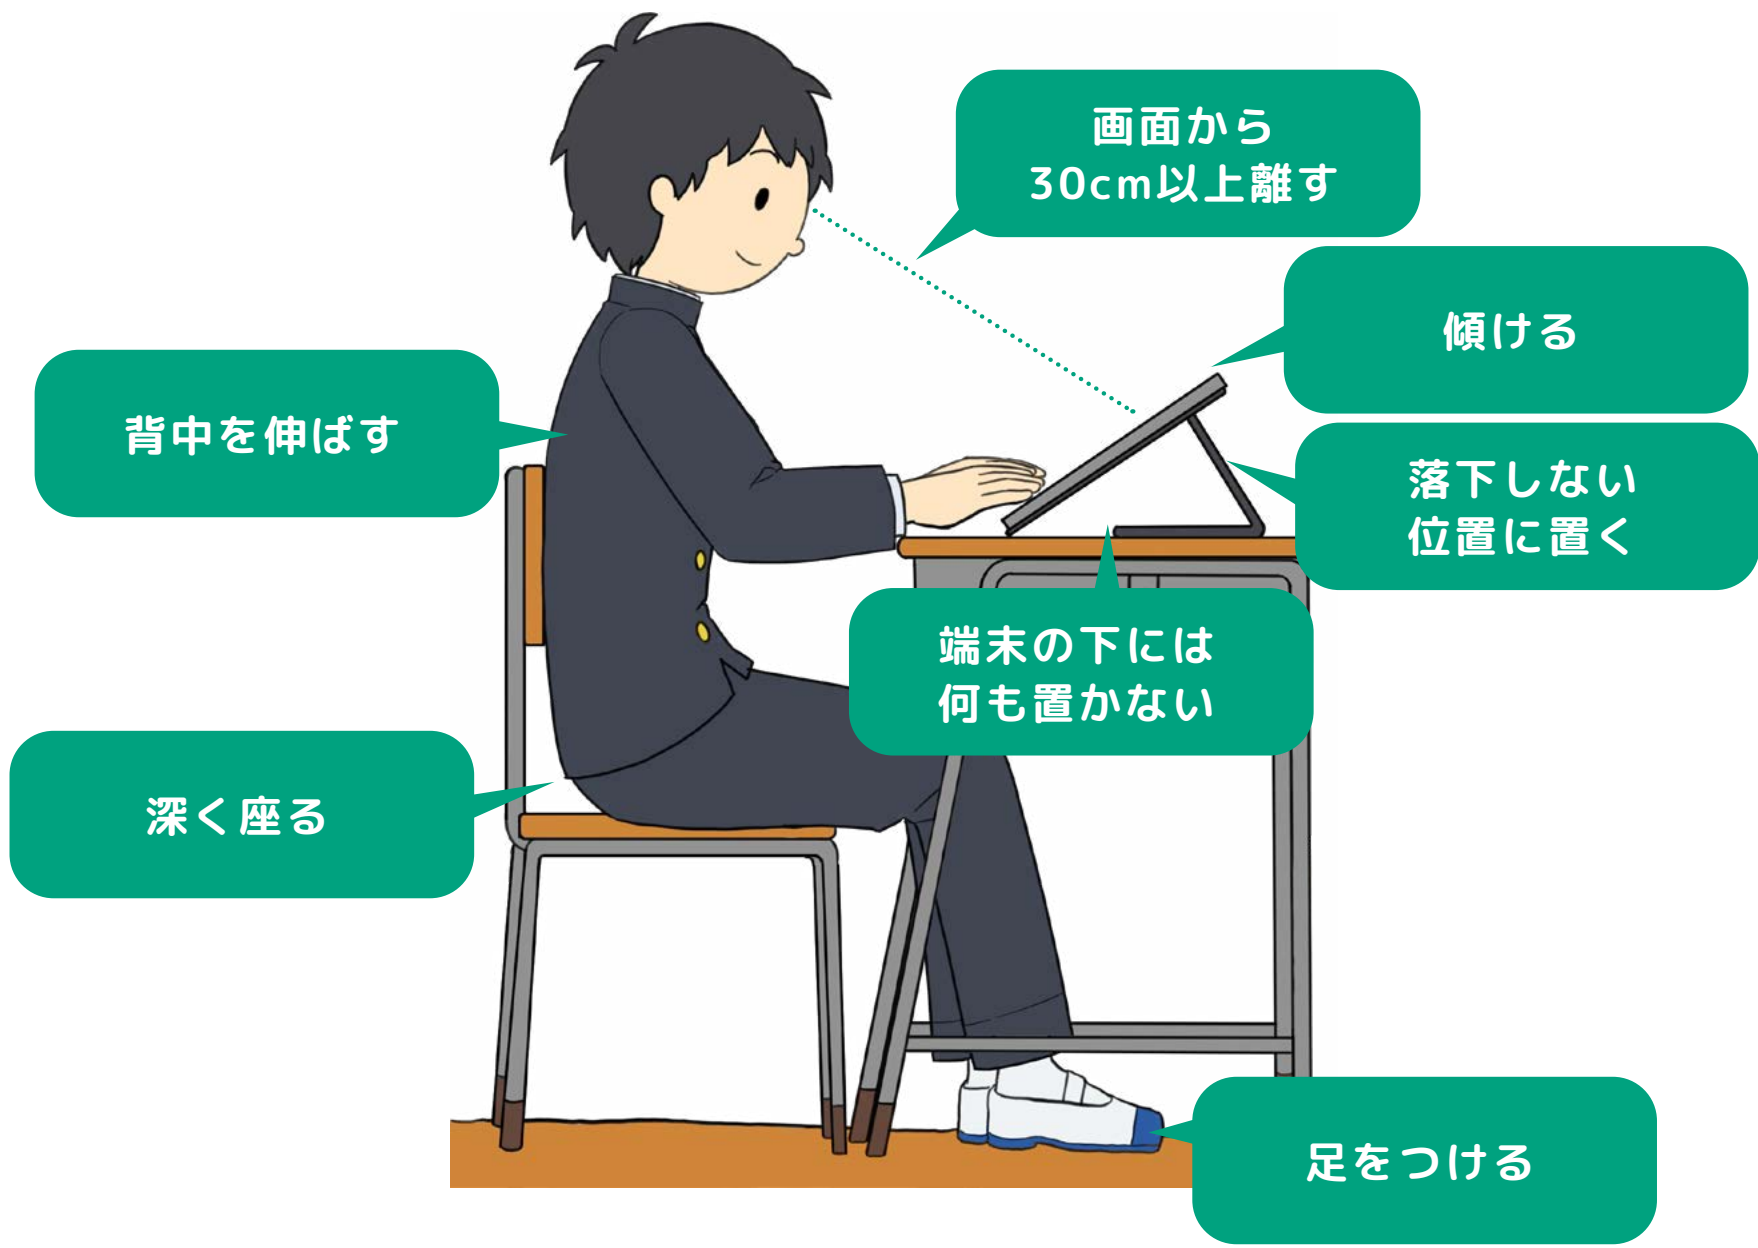 画面から
30cm以上離す
傾ける
背中を伸ばす
落下しない
位置に置く
端末の下には
何も置かない
深く座る
足をつける